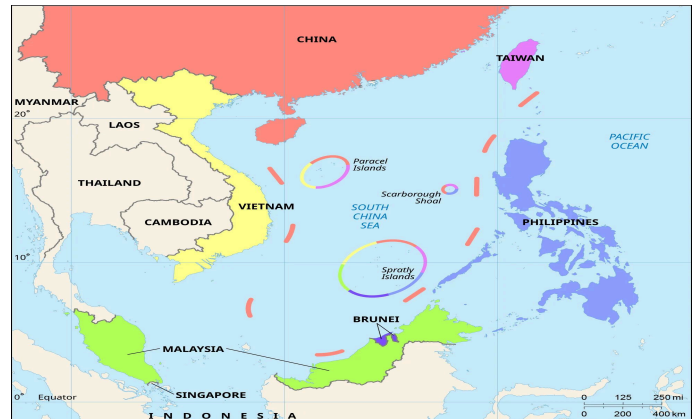 CHINA
TAIWAN
MYANMAR
20°
LAOS
PACIFIC
OCEAN
Paracel
Islands
THAILAND
Scarborough
Shoal
VIETNAM
SOUTH
CHINA
SEA
CAMBODIA
PHILIPPINES
10°
Spratly
Islands
BRUNEI
MALAYSIA
SINGAPORE
0° Equator
0 125 250 mi
0 200 400 km
INDONESIA